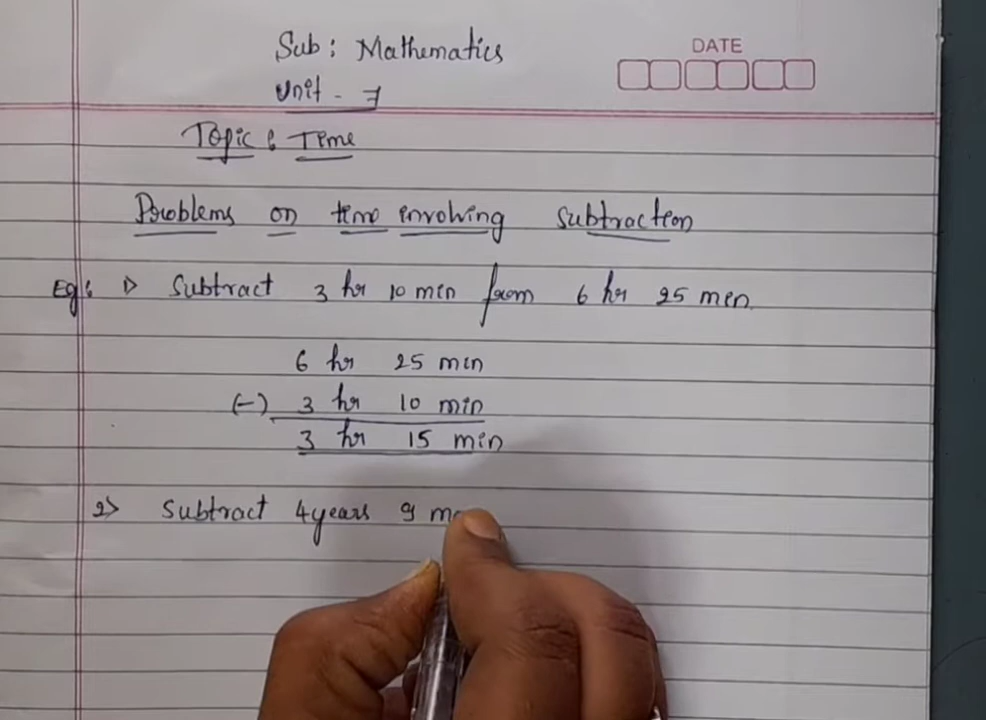 Sub : Mathematics
DATE
Unit - 7
Topic : Time
Problems on time involving subtraction
Eg : 1> Subtract 3 hr 10 min from 6 hr 25 min.
6 hr 25 min
(-) 3 hr 10 min
3 hr 15 min
2> Subtract 4years 9